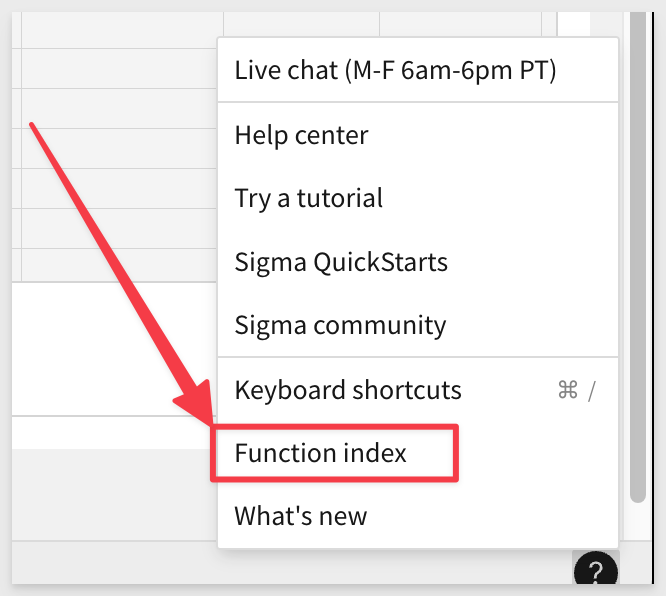 Live chat (M-F 6am-6pm PT)
Help center
Try a tutorial
Sigma QuickStarts
Sigma community
Keyboard shortcuts ⌘ /
Function index
What's new
?